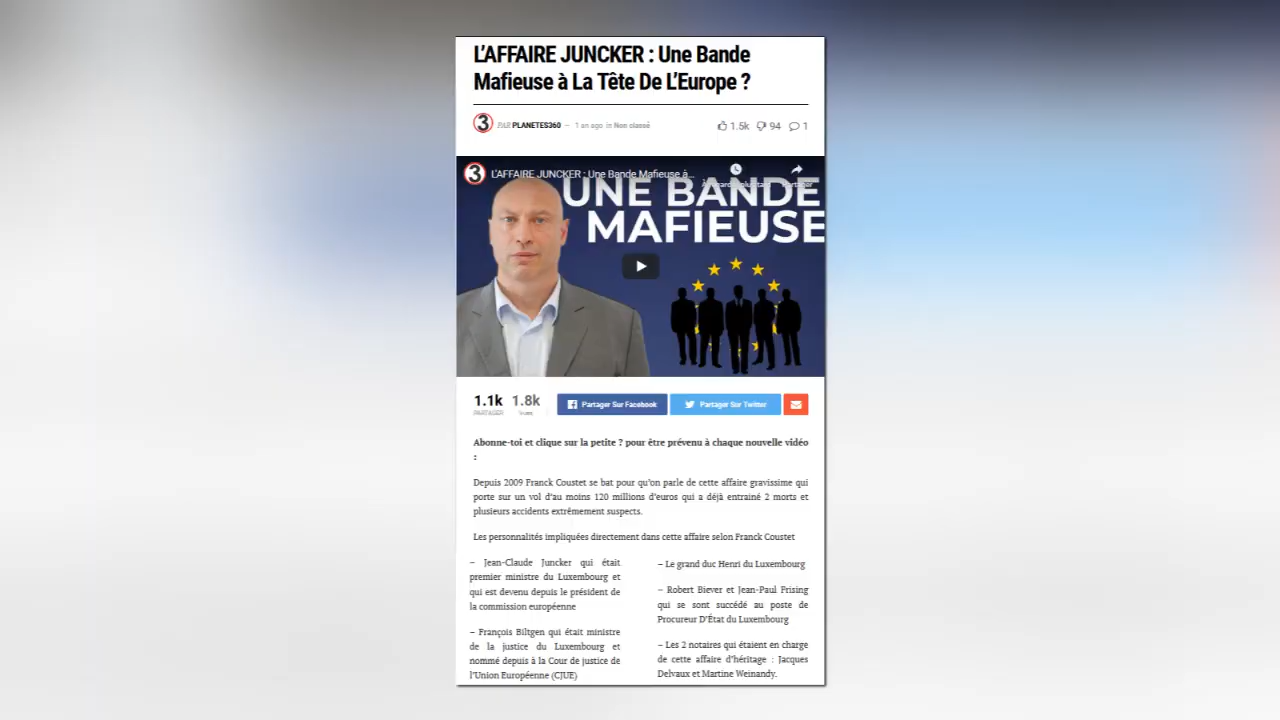 L'AFFAIRE JUNCKER : Une Bande
Mafieuse à La Tête De L'Europe ?
3 PAR PLANETES360 — 1 an ago in Non classé
1.5k 94 1
3 L'AFFAIRE JUNCKER : Une Bande Mafieuse à...
Partager
UNE BANDE
MAFIEUSE
1.1k 1.8k
PARTAGER Vues
Partager Sur Facebook
Partager Sur Twitter
Abonne-toi et clique sur la petite ? pour être prévenu à chaque nouvelle vidéo
:
Depuis 2009 Franck Coustet se bat pour qu'on parle de cette affaire gravissime qui
porte sur un vol d'au moins 120 millions d'euros qui a déjà entrainé 2 morts et
plusieurs accidents extrêmement suspects.
Les personnalités impliquées directement dans cette affaire selon Franck Coustet
– Jean-Claude Juncker qui était
premier ministre du Luxembourg et
qui est devenu depuis le président de
la commission européenne
– François Biltgen qui était ministre
de la justice du Luxembourg et
nommé depuis à la Cour de justice de
l'Union Européenne (CJUE)
– Le grand duc Henri du Luxembourg
– Robert Biever et Jean-Paul Frising
qui se sont succédé au poste de
Procureur D'État du Luxembourg
– Les 2 notaires qui étaient en charge
de cette affaire d'héritage : Jacques
Delvaux et Martine Weinandy.